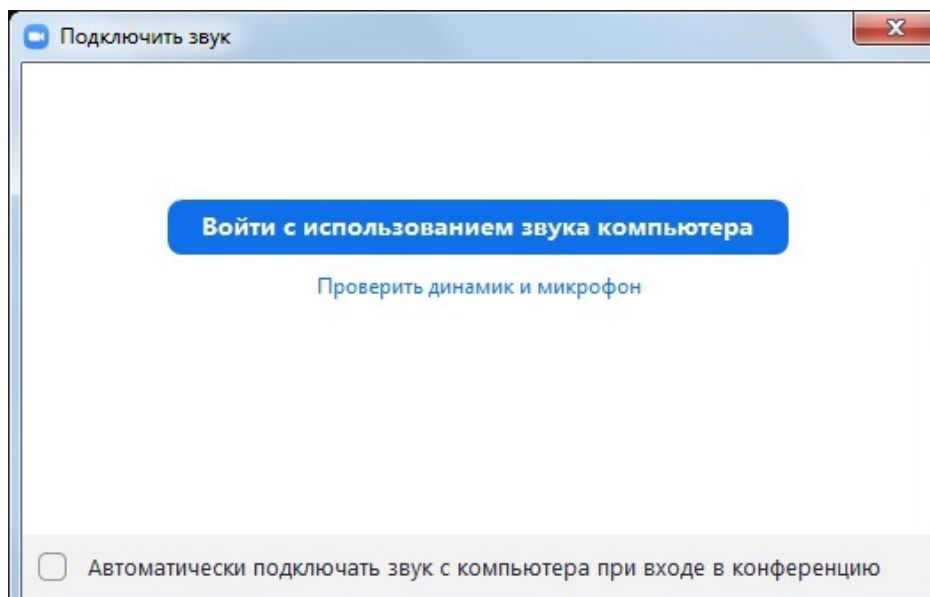 Подключить звук
Войти с использованием звука компьютера
Проверить динамик и микрофон
Автоматически подключать звук с компьютера при входе в конференцию